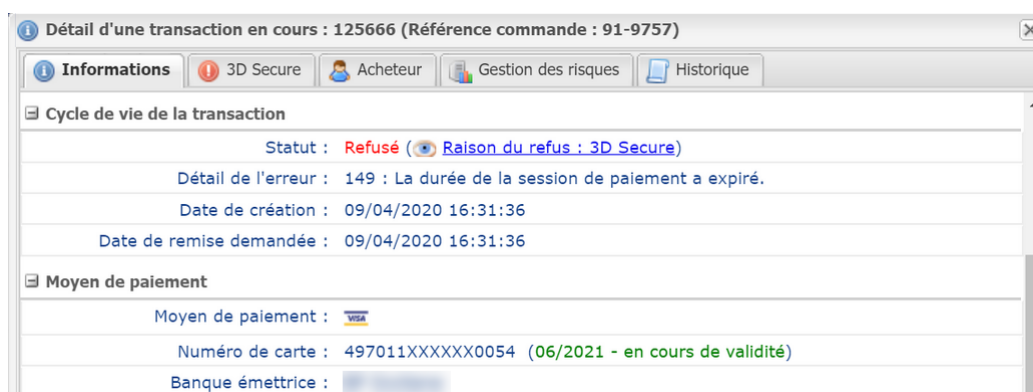 Détail d'une transaction en cours : 125666 (Référence commande : 91-9757)
Informations 3D Secure Acheteur Gestion des risques Historique
Cycle de vie de la transaction
Statut : Refusé (Raison du refus : 3D Secure)
Détail de l'erreur : 149 : La durée de la session de paiement a expiré.
Date de création : 09/04/2020 16:31:36
Date de remise demandée : 09/04/2020 16:31:36
Moyen de paiement
Moyen de paiement : VISA
Numéro de carte : 497011XXXXXX0054 (06/2021 - en cours de validité)
Banque émettrice :